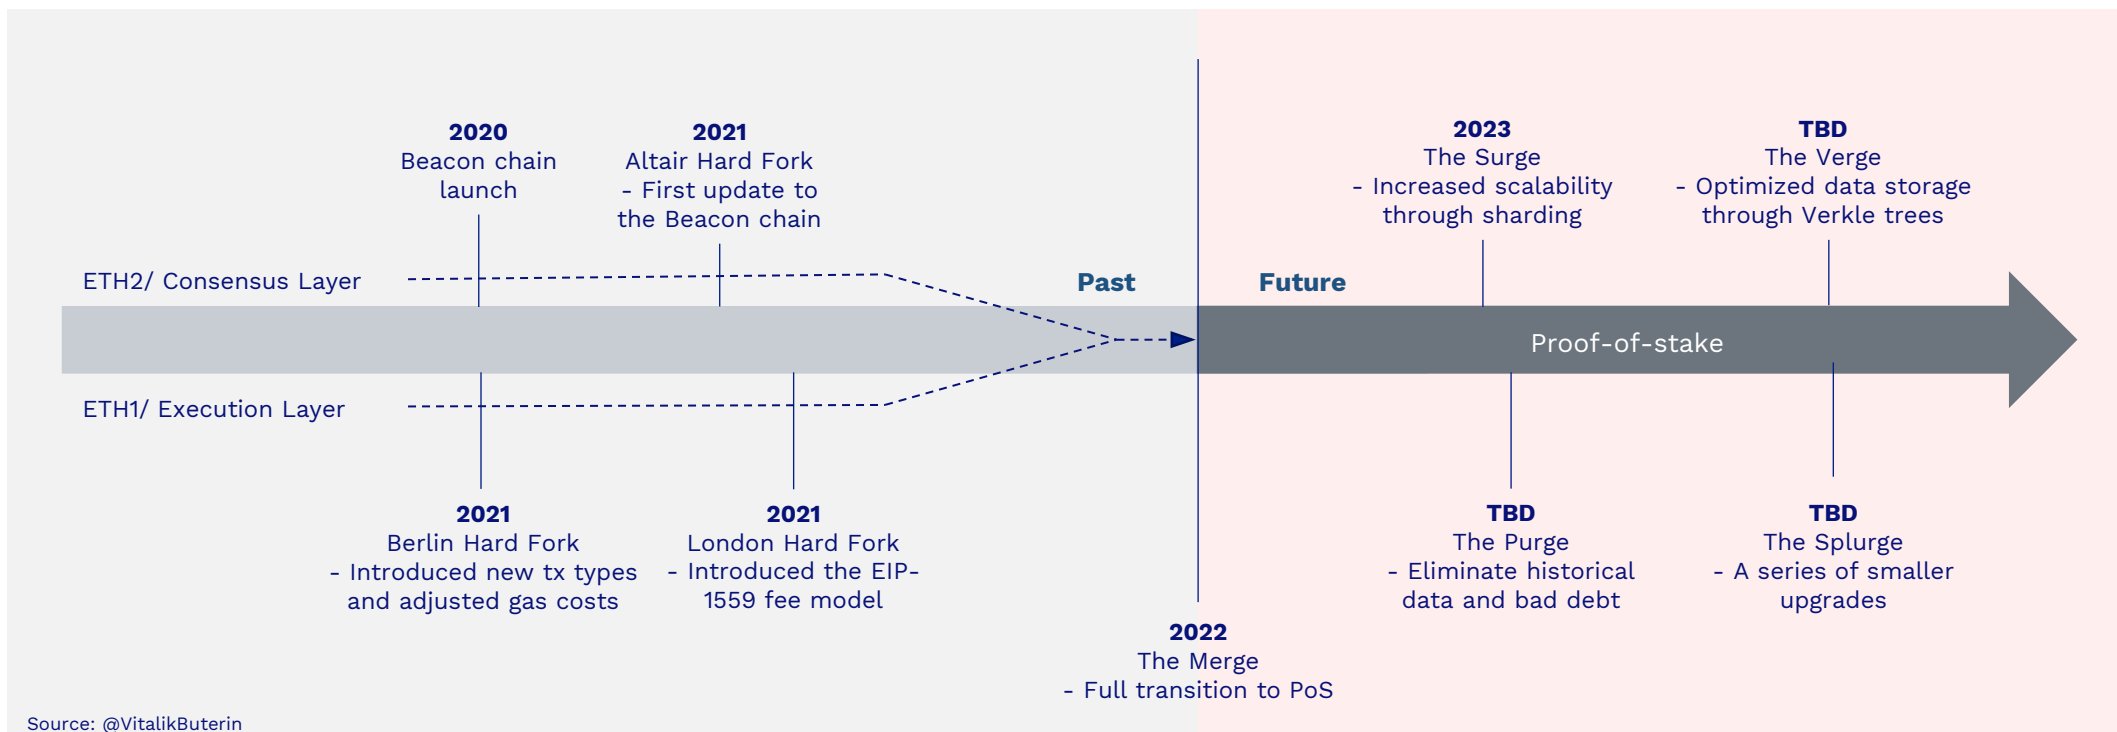 2020
Beacon chain
launch
2021
Altair Hard Fork
- First update to
the Beacon chain
2023
The Surge
- Increased scalability
through sharding
TBD
The Verge
- Optimized data storage
through Verkle trees
ETH2/ Consensus Layer
Past
Future
Proof-of-stake
ETH1/ Execution Layer
2021
Berlin Hard Fork
- Introduced new tx types
and adjusted gas costs
2021
London Hard Fork
- Introduced the EIP-
1559 fee model
TBD
The Purge
- Eliminate historical
data and bad debt
TBD
The Splurge
- A series of smaller
upgrades
2022
The Merge
- Full transition to PoS
Source: @VitalikButerin